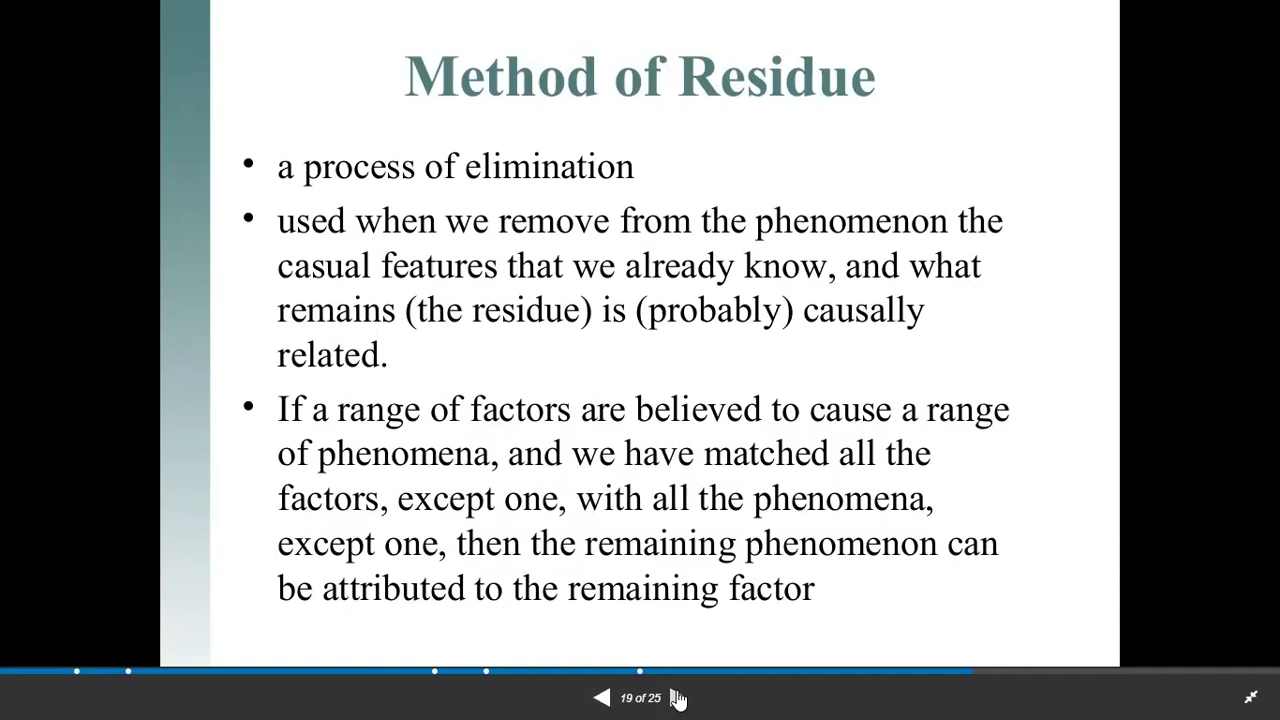 Method of Residue
• a process of elimination
• used when we remove from the phenomenon the
casual features that we already know, and what
remains (the residue) is (probably) causally
related.
• If a range of factors are believed to cause a range
of phenomena, and we have matched all the
factors, except one, with all the phenomena,
except one, then the remaining phenomenon can
be attributed to the remaining factor
19 of 25